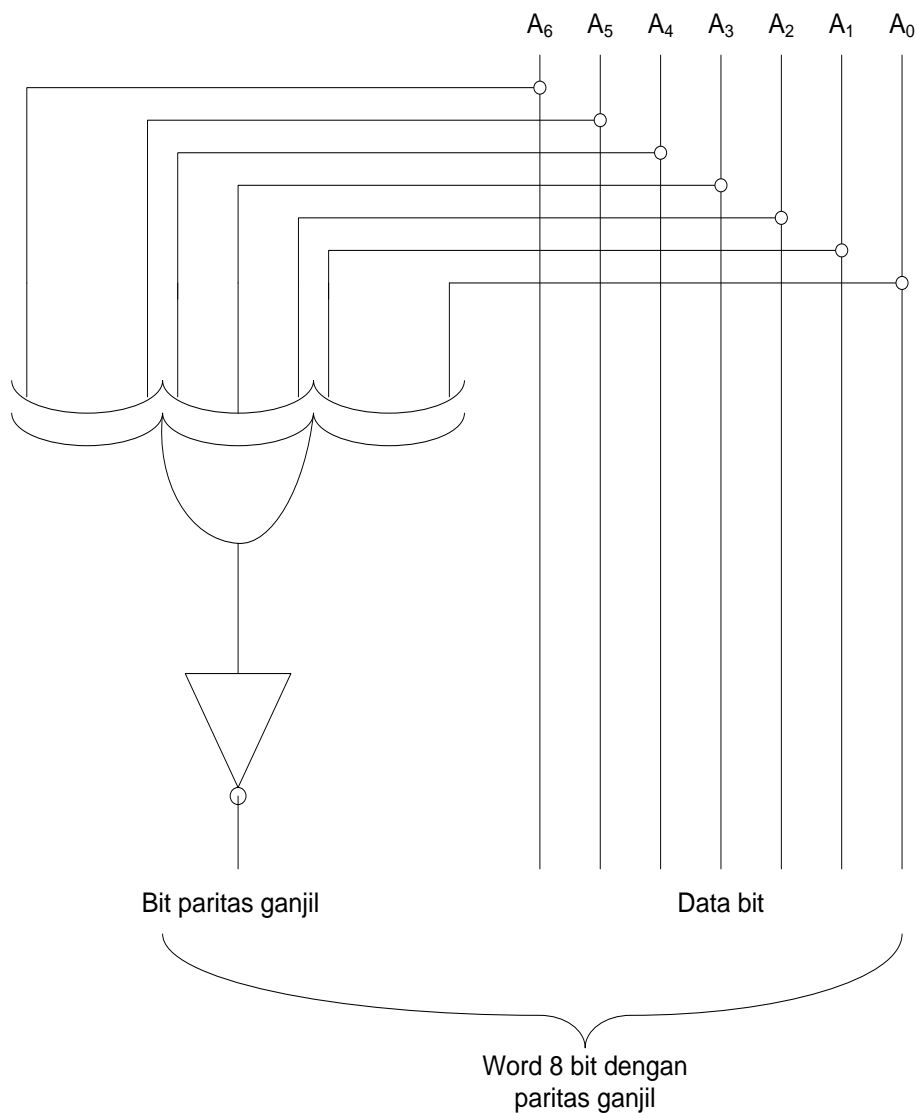 A₆ A₅ A₄ A₃ A₂ A₁ A₀
Bit paritas ganjil Data bit
Word 8 bit dengan
paritas ganjil